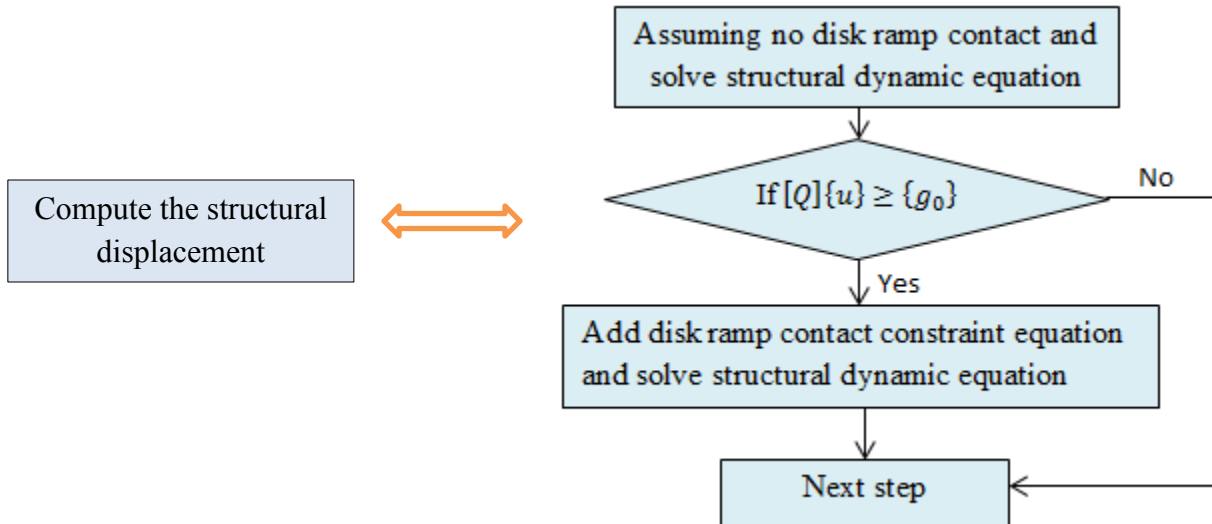 Compute the structural
displacement
Assuming no disk ramp contact and
solve structural dynamic equation
If [Q]{u} ≥ {g₀}
No
Yes
Add disk ramp contact constraint equation
and solve structural dynamic equation
Next step